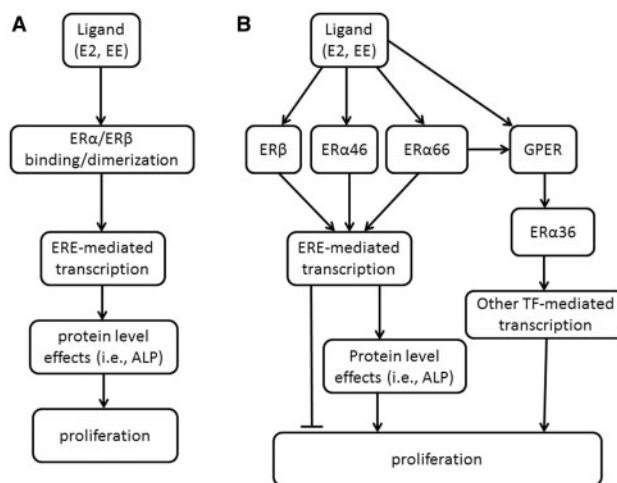 A
Ligand
(E2, EE)
ERα/ERβ
binding/dimerization
ERE-mediated
transcription
protein level
effects (i.e., ALP)
proliferation
B
Ligand
(E2, EE)
ERβ
ERα46
ERα66
GPER
ERα36
ERE-mediated
transcription
Other TF-mediated
transcription
Protein level
effects (i.e., ALP)
proliferation